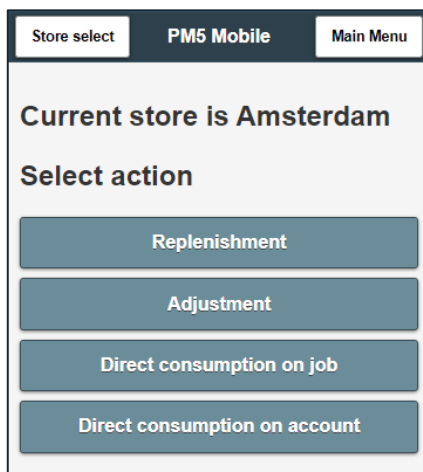 Store select
PM5 Mobile
Main Menu
Current store is Amsterdam
Select action
Replenishment
Adjustment
Direct consumption on job
Direct consumption on account